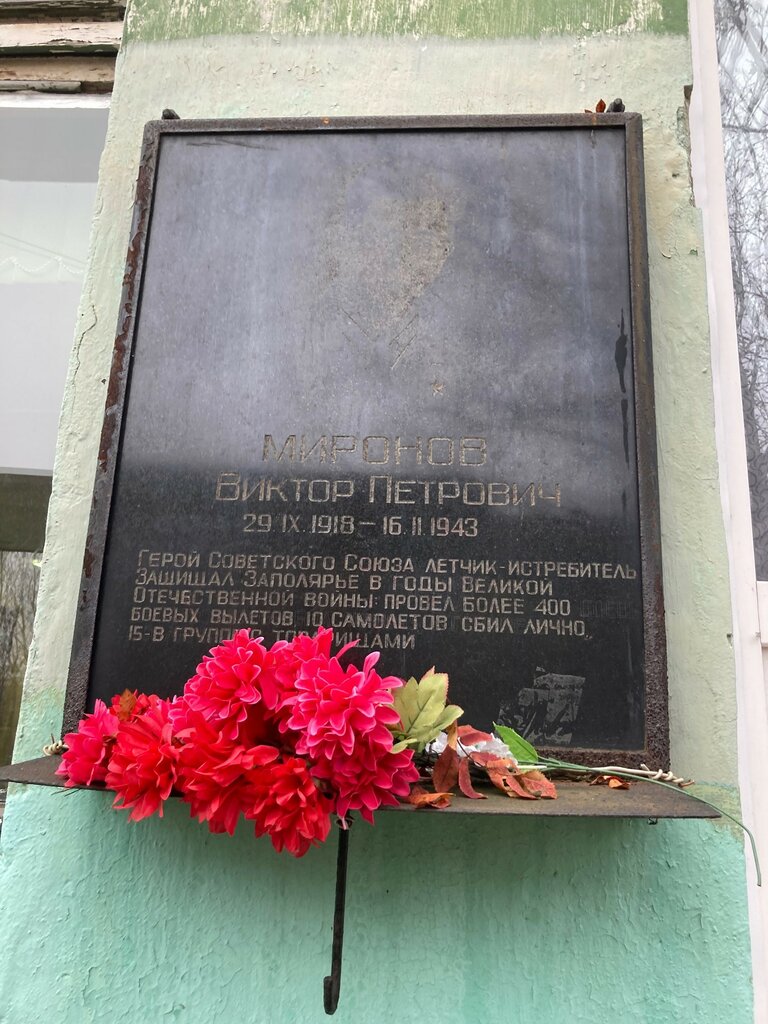 МИРОНОВ
ВИКТОР ПЕТРОВИЧ
29.IX.1918 – 16.II.1943
ГЕРОЙ СОВЕТСКОГО СОЮЗА ЛЕТЧИК-ИСТРЕБИТЕЛЬ
ЗАЩИЩАЛ ЗАПОЛЯРЬЕ В ГОДЫ ВЕЛИКОЙ
ОТЕЧЕСТВЕННОЙ ВОЙНЫ: ПРОВЕЛ БОЛЕЕ 400
БОЕВЫХ ВЫЛЕТОВ, 10 САМОЛЕТОВ СБИЛ ЛИЧНО,
15-В ГРУППЕ ТОВАРИЩАМИ